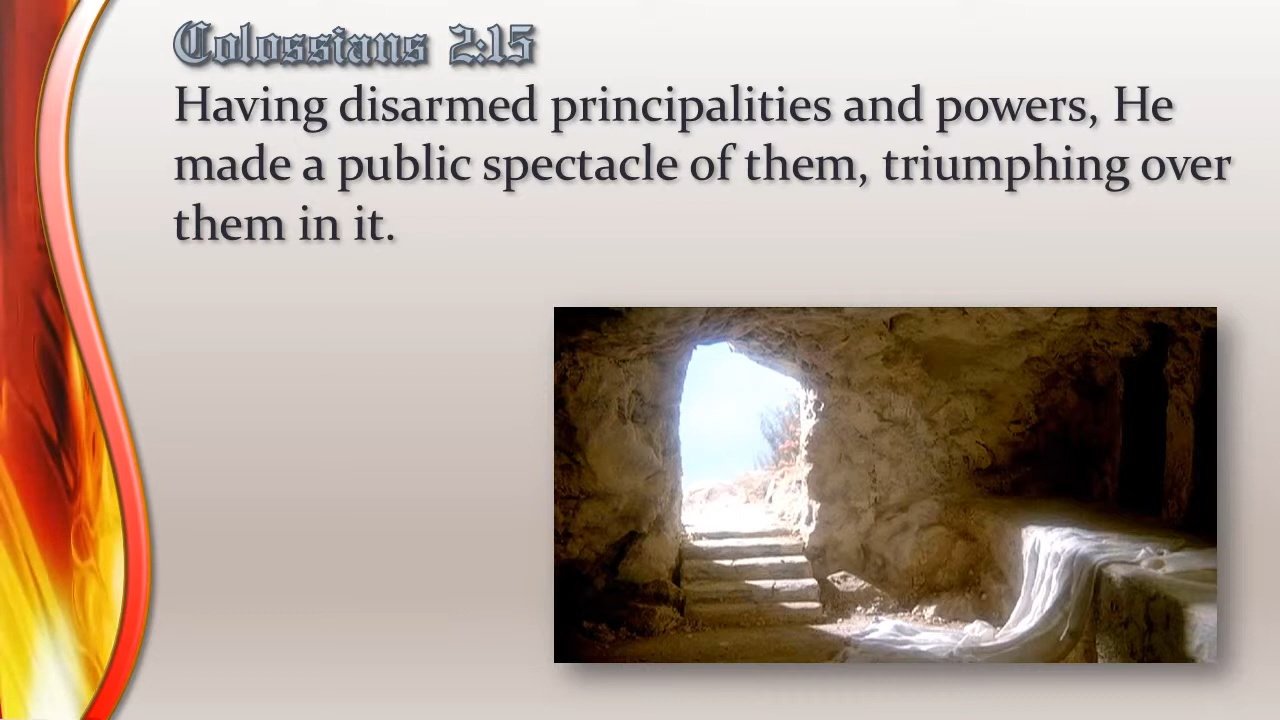 Colossians 2:15
Having disarmed principalities and powers, He
made a public spectacle of them, triumphing over
them in it.